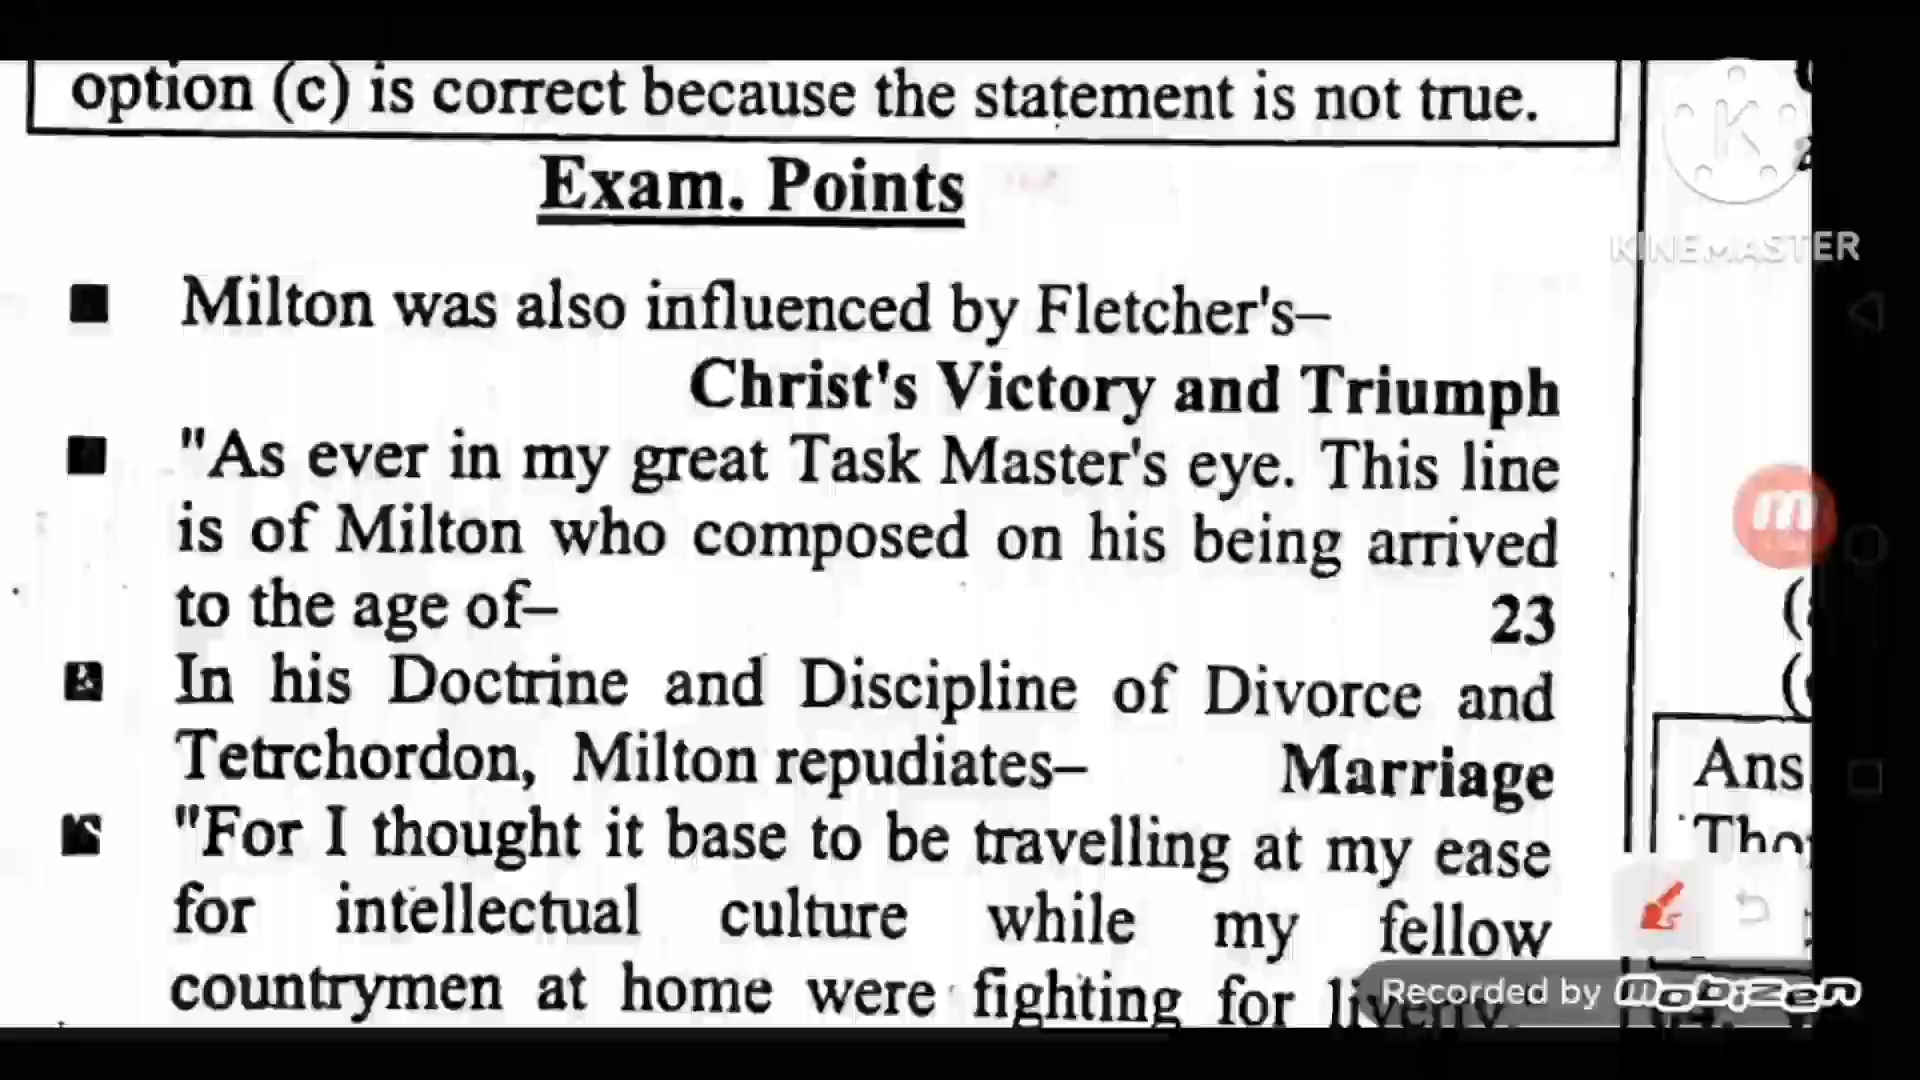 option (c) is correct because the statement is not true.
Exam. Points
KINEMASTER
■ Milton was also influenced by Fletcher's–
Christ's Victory and Triumph
■ "As ever in my great Task Master's eye. This line
is of Milton who composed on his being arrived
to the age of– 23
■ In his Doctrine and Discipline of Divorce and
Tetrchordon, Milton repudiates– Marriage
■ "For I thought it base to be travelling at my ease
for intellectual culture while my fellow
countrymen at home were fighting for
Ans
Recorded by Mobizen